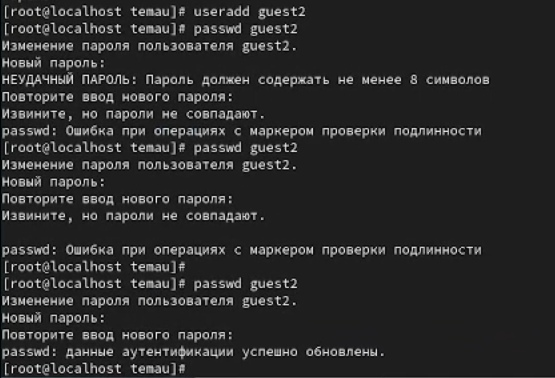 [root@localhost temau]# useradd guest2
[root@localhost temau]# passwd guest2
Изменение пароля пользователя guest2.
Новый пароль:
НЕУДАЧНЫЙ ПАРОЛЬ: Пароль должен содержать не менее 8 символов
Повторите ввод нового пароля:
Извините, но пароли не совпадают.
passwd: Ошибка при операциях с маркером проверки подлинности
[root@localhost temau]# passwd guest2
Изменение пароля пользователя guest2.
Новый пароль:
Повторите ввод нового пароля:
Извините, но пароли не совпадают.
passwd: Ошибка при операциях с маркером проверки подлинности
[root@localhost temau]#
[root@localhost temau]# passwd guest2
Изменение пароля пользователя guest2.
Новый пароль:
Повторите ввод нового пароля:
passwd: данные аутентификации успешно обновлены.
[root@localhost temau]#